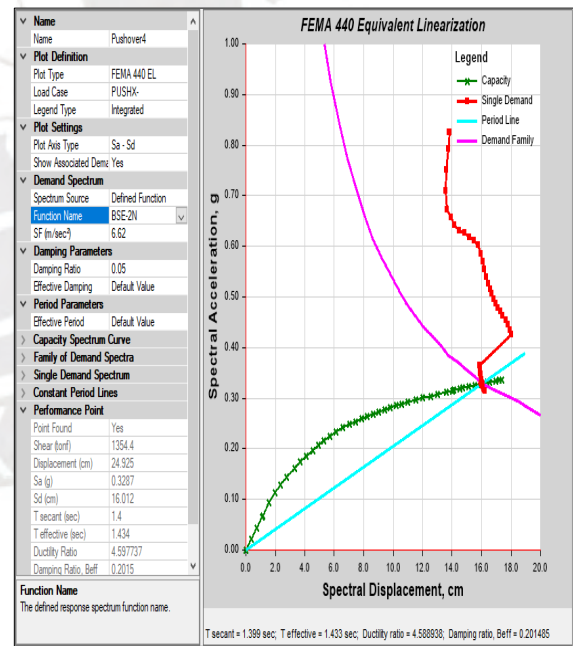 Name
Name Pushover4
Plot Definition
Plot Type FEMA 440 EL
Load Case PUSHX-
Legend Type Integrated
Plot Settings
Plot Axis Type Sa - Sd
Show Associated Dema Yes
Demand Spectrum
Spectrum Source Defined Function
Function Name BSE-2N
SF (m/sec²) 6.62
Damping Parameters
Damping Ratio 0.05
Effective Damping Default Value
Period Parameters
Effective Period Default Value
Capacity Spectrum Curve
Family of Demand Spectra
Single Demand Spectrum
Constant Period Lines
Performance Point
Point Found Yes
Shear (tonf) 1354.4
Displacement (cm) 24.925
Sa (g) 0.3287
Sd (cm) 16.012
T secant (sec) 1.4
T effective (sec) 1.434
Ductility Ratio 4.597737
Damping Ratio, Beff 0.2015
Function Name
The defined response spectrum function name.
FEMA 440 Equivalent Linearization
Legend
Capacity
Single Demand
Period Line
Demand Family
Spectral Acceleration, g
1.00
0.90
0.80
0.70
0.60
0.50
0.40
0.30
0.20
0.10
0.00
0.0 2.0 4.0 6.0 8.0 10.0 12.0 14.0 16.0 18.0 20.0
Spectral Displacement, cm
T secant = 1.399 sec; T effective = 1.433 sec; Ductility ratio = 4.588938; Damping ratio, Beff = 0.201485